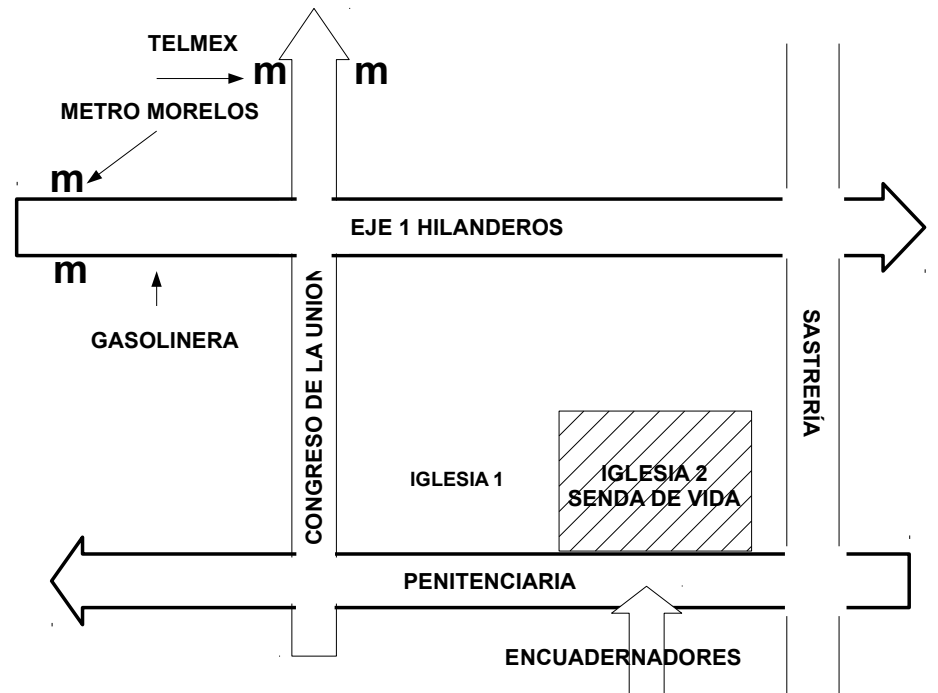 TELMEX
m
m
METRO MORELOS
m
EJE 1 HILANDEROS
m
GASOLINERA
CONGRESO DE LA UNION
SASTRERÍA
IGLESIA 1
IGLESIA 2
SENDA DE VIDA
PENITENCIARIA
ENCUADERNADORES